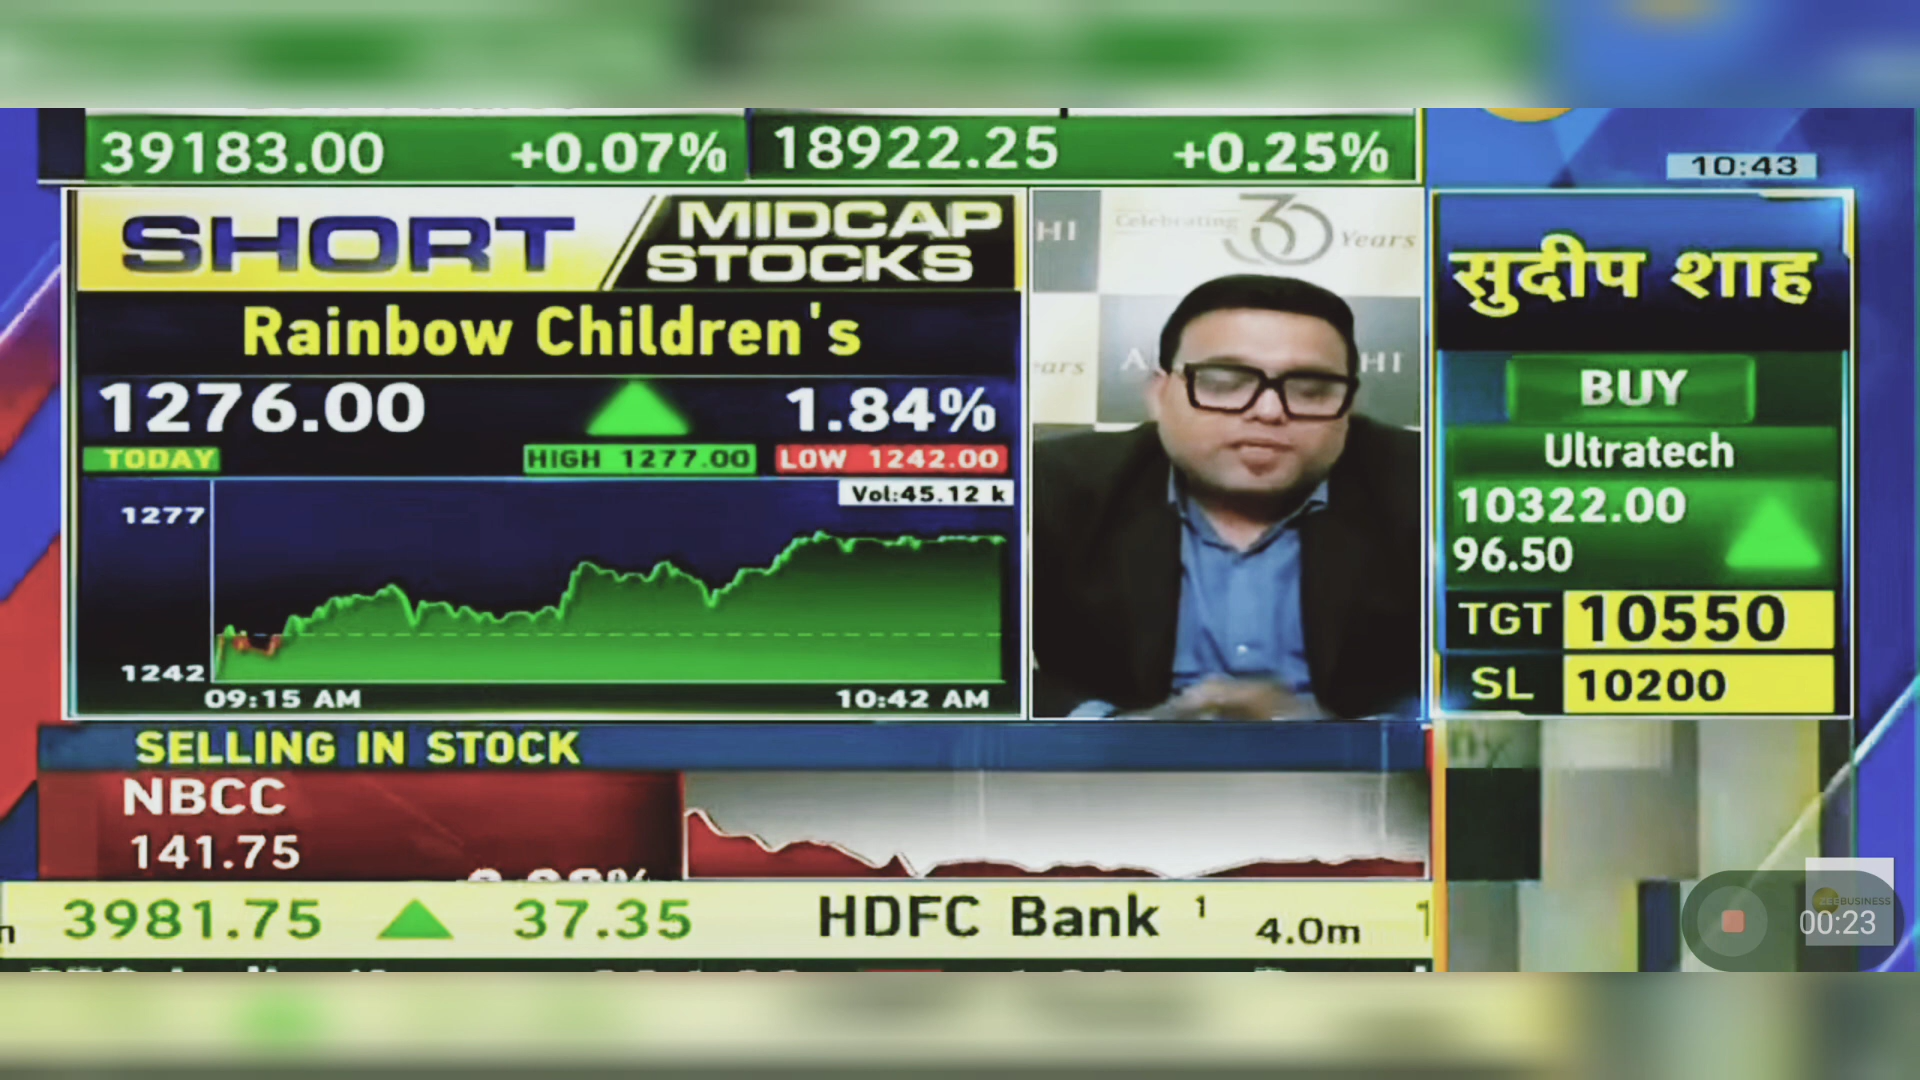 39183.00 +0.07% 18922.25 +0.25%
10:43
SHORT MIDCAP STOCKS
Rainbow Children's
1276.00 1.84%
TODAY HIGH 1277.00 LOW 1242.00
Vol:45.12 k
1277
1242
09:15 AM 10:42 AM
HI Celebrating 30 Years
HI
सुदीप शाह
BUY
Ultratech
10322.00
96.50
TGT 10550
SL 10200
SELLING IN STOCK
NBCC
141.75
3981.75 37.35 HDFC Bank 4.0m
ZEEBUSINESS
00:23